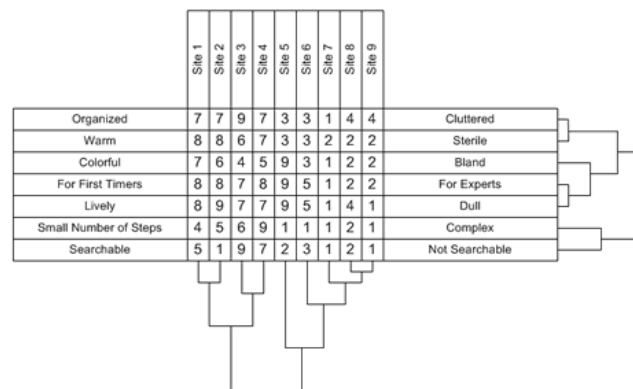 Site 1 Site 2 Site 3 Site 4 Site 5 Site 6 Site 7 Site 8 Site 9
Organized 7 7 9 7 3 3 1 4 4 Cluttered
Warm 8 8 6 7 3 3 2 2 2 Sterile
Colorful 7 6 4 5 9 3 1 2 2 Bland
For First Timers 8 8 7 8 9 5 1 2 2 For Experts
Lively 8 9 7 7 9 5 1 4 1 Dull
Small Number of Steps 4 5 6 9 1 1 1 2 1 Complex
Searchable 5 1 9 7 2 3 1 2 1 Not Searchable